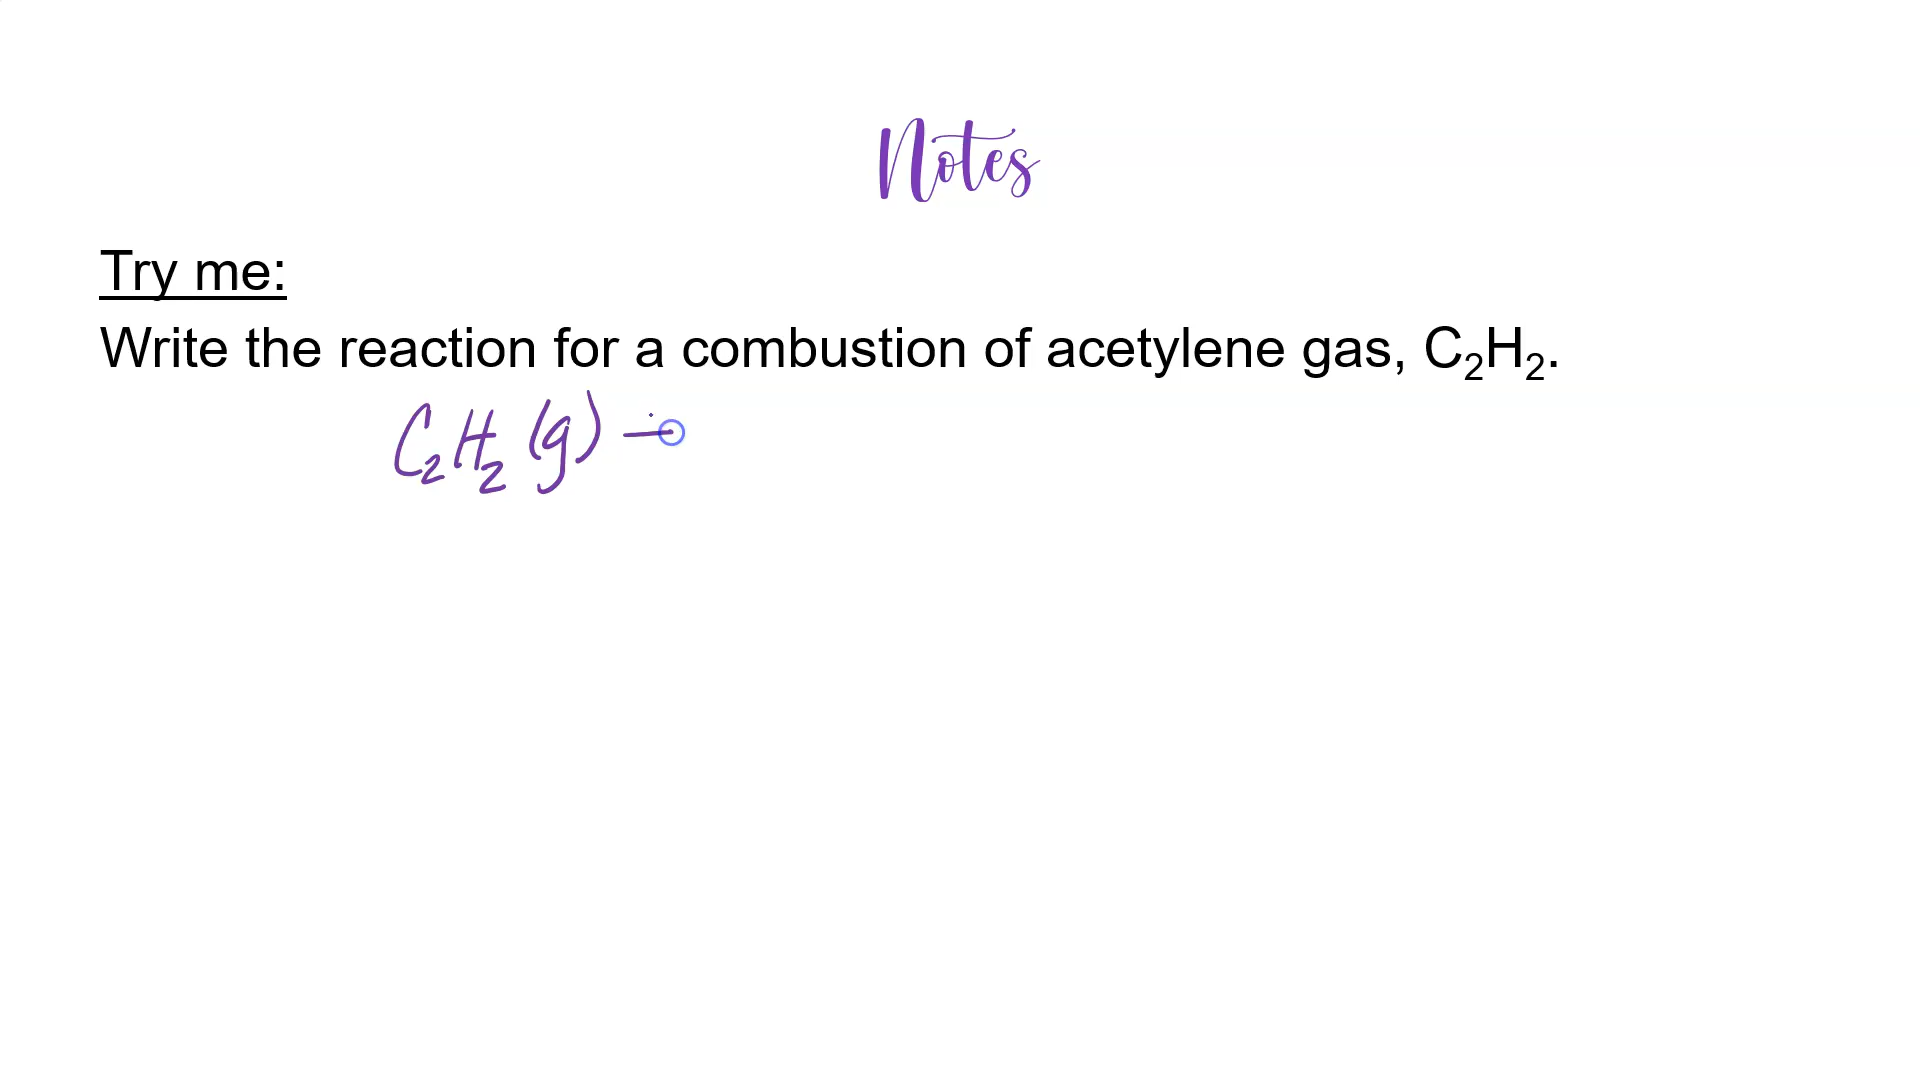 Notes
Try me:
Write the reaction for a combustion of acetylene gas, C₂H₂.
C₂H₂ (g) –